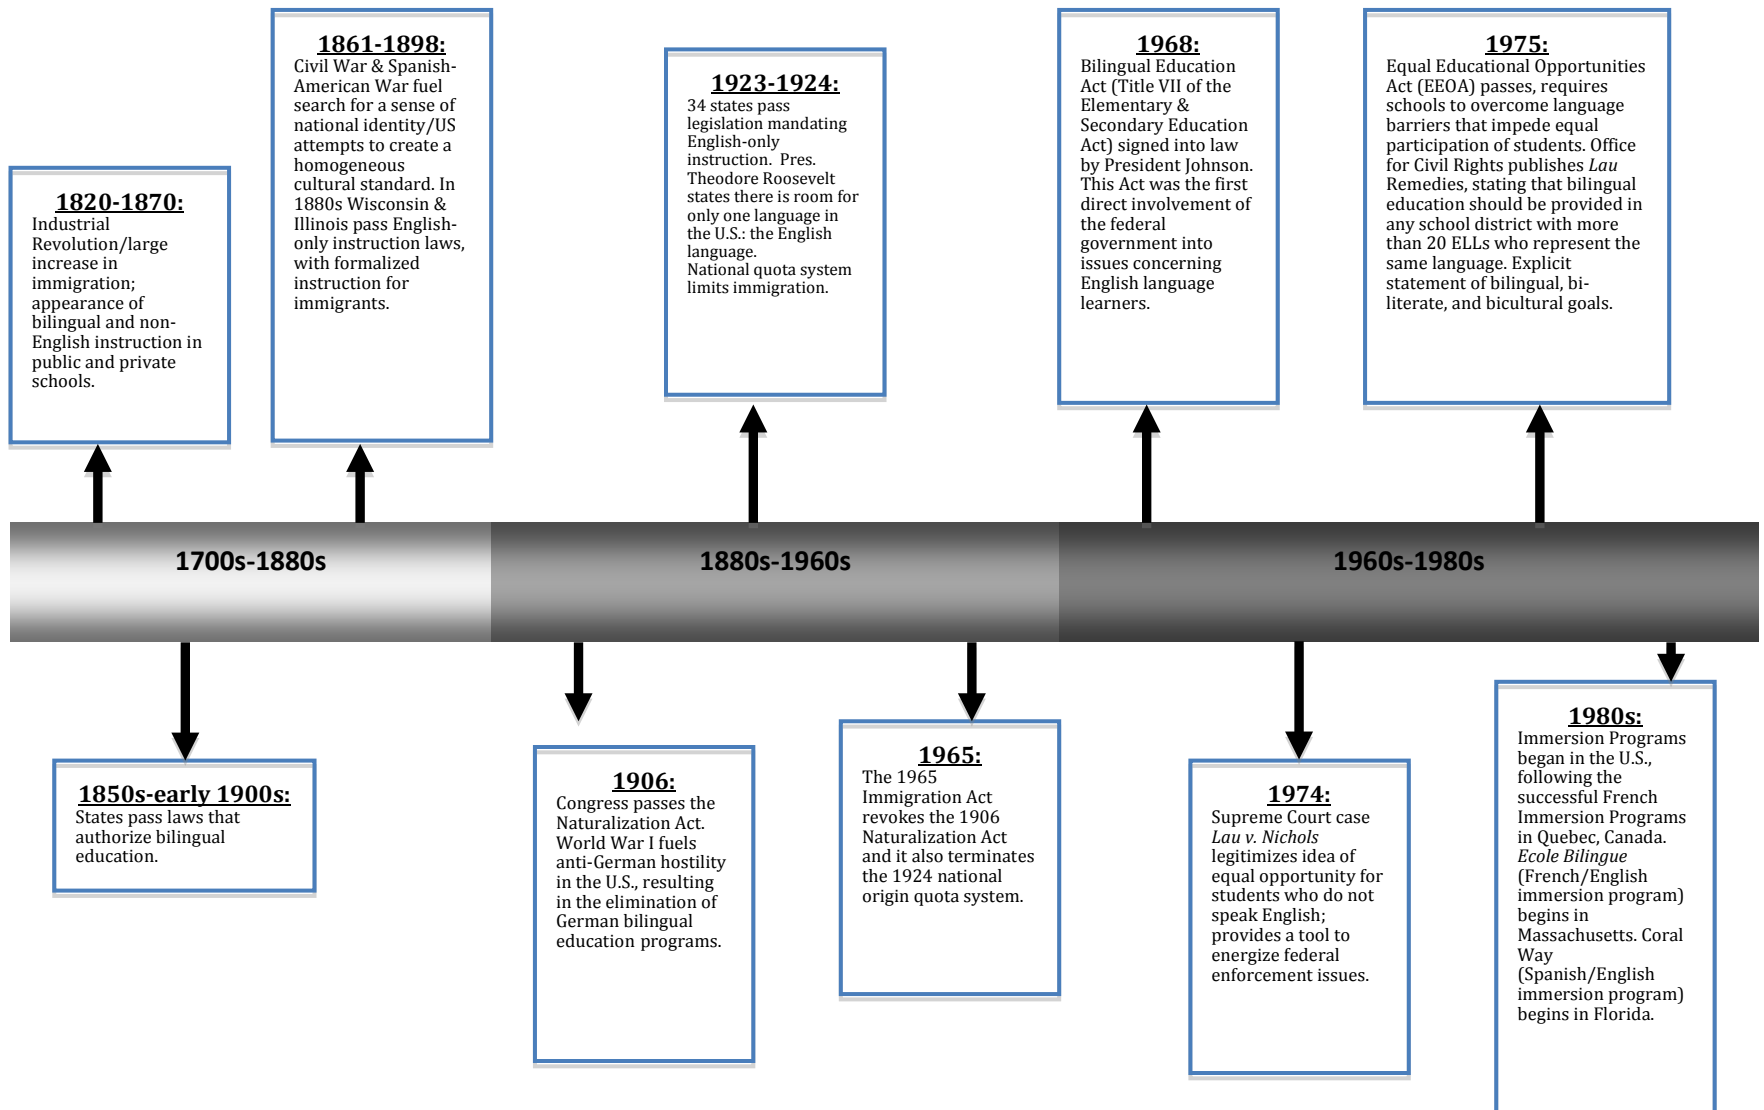 1820-1870:
Industrial
Revolution/large
increase in
immigration;
appearance of
bilingual and non-
English instruction in
public and private
schools.
1861-1898:
Civil War & Spanish-
American War fuel
search for a sense of
national identity/US
attempts to create a
homogeneous
cultural standard. In
1880s Wisconsin &
Illinois pass English-
only instruction laws,
with formalized
instruction for
immigrants.
1923-1924:
34 states pass
legislation mandating
English-only
instruction.  Pres.
Theodore Roosevelt
states there is room for
only one language in
the U.S.: the English
language.
National quota system
limits immigration.
1968:
Bilingual Education
Act (Title VII of the
Elementary &
Secondary Education
Act) signed into law
by President Johnson.
This Act was the first
direct involvement of
the federal
government into
issues concerning
English language
learners.
1975:
Equal Educational Opportunities
Act (EEOA) passes, requires
schools to overcome language
barriers that impede equal
participation of students. Office
for Civil Rights publishes Lau
Remedies, stating that bilingual
education should be provided in
any school district with more
than 20 ELLs who represent the
same language. Explicit
statement of bilingual, bi-
literate, and bicultural goals.
1700s-1880s
1880s-1960s
1960s-1980s
1850s-early 1900s:
States pass laws that
authorize bilingual
education.
1906:
Congress passes the
Naturalization Act.
World War I fuels
anti-German hostility
in the U.S., resulting
in the elimination of
German bilingual
education programs.
1965:
The 1965
Immigration Act
revokes the 1906
Naturalization Act
and it also terminates
the 1924 national
origin quota system.
1974:
Supreme Court case
Lau v. Nichols
legitimizes idea of
equal opportunity for
students who do not
speak English;
provides a tool to
energize federal
enforcement issues.
1980s:
Immersion Programs
began in the U.S.,
following the
successful French
Immersion Programs
in Quebec, Canada.
Ecole Bilingue
(French/English
immersion program)
begins in
Massachusetts. Coral
Way
(Spanish/English
immersion program)
begins in Florida.